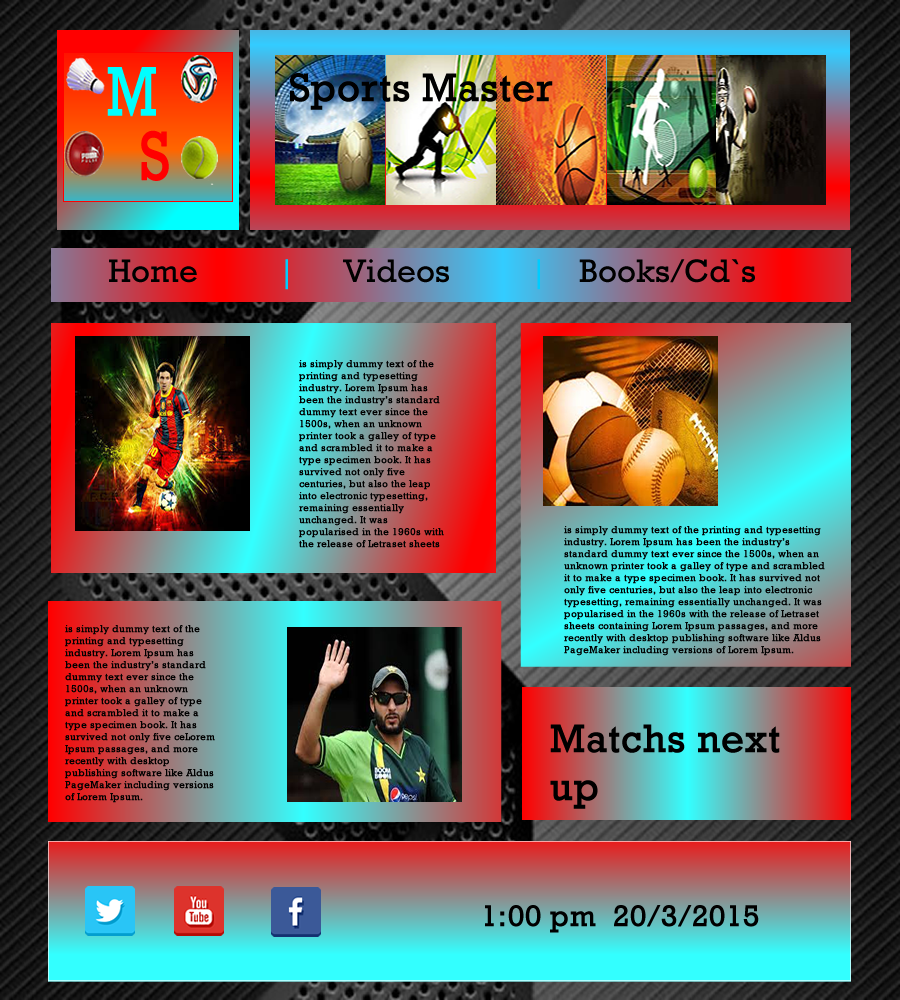 M
S
PUMA
PULSE
Sports Master
Home
Videos
Books/Cd`s
is simply dummy text of the
printing and typesetting
industry. Lorem Ipsum has
been the industry's standard
dummy text ever since the
1500s, when an unknown
printer took a galley of type
and scrambled it to make a
type specimen book. It has
survived not only five
centuries, but also the leap
into electronic typesetting,
remaining essentially
unchanged. It was
popularised in the 1960s with
the release of Letraset sheets
is simply dummy text of the printing and typesetting
industry. Lorem Ipsum has been the industry's
standard dummy text ever since the 1500s, when an
unknown printer took a galley of type and scrambled
it to make a type specimen book. It has survived not
only five centuries, but also the leap into electronic
typesetting, remaining essentially unchanged. It was
popularised in the 1960s with the release of Letraset
sheets containing Lorem Ipsum passages, and more
recently with desktop publishing software like Aldus
PageMaker including versions of Lorem Ipsum.
is simply dummy text of the
printing and typesetting
industry. Lorem Ipsum has
been the industry's standard
dummy text ever since the
1500s, when an unknown
printer took a galley of type
and scrambled it to make a
type specimen book. It has
survived not only five ceLorem
Ipsum passages, and more
recently with desktop
publishing software like Aldus
PageMaker including versions
of Lorem Ipsum.
BOOM
BOOM
pepsi
Matchs next
up
You
Tube
f
1:00 pm 20/3/2015